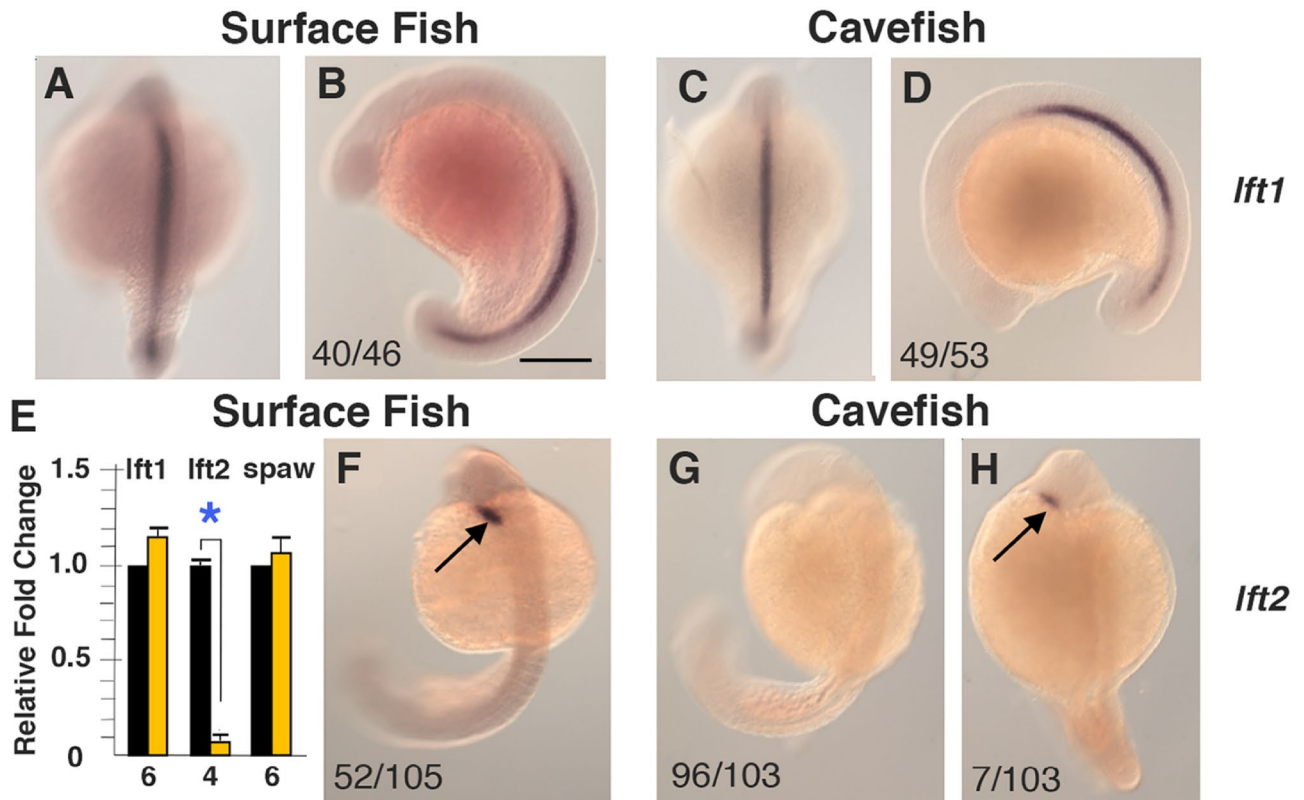 Surface Fish
Cavefish
A
B
C
D
lft1
40/46
49/53
E
Surface Fish
Cavefish
Relative Fold Change
1.5
1.0
0.5
0
lft1 lft2 spaw
*
6 4 6
F
G
H
lft2
52/105
96/103
7/103